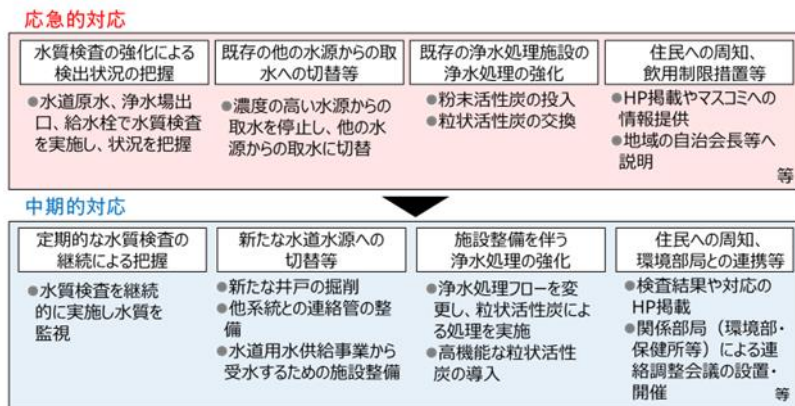 応急的対応
水質検査の強化による
検出状況の把握
●水道原水、浄水場出
口、給水栓で水質検査
を実施し、状況を把握
既存の他の水源からの取
水への切替等
●濃度の高い水源からの
取水を停止し、他の水
源からの取水に切替
既存の浄水処理施設の
浄水処理の強化
●粉末活性炭の投入
●粒状活性炭の交換
住民への周知、
飲用制限措置等
●HP掲載やマスコミへの
情報提供
●地域の自治会長等へ
説明
等
中期的対応
定期的な水質検査の
継続による把握
●水質検査を継続
的に実施し水質を
監視
新たな水道水源への
切替等
●新たな井戸の掘削
●他系統との連絡管の整
備
●水道用水供給事業から
受水するための施設整備
施設整備を伴う
浄水処理の強化
●浄水処理フローを変
更し、粒状活性炭によ
る処理を実施
●高機能な粒状活性
炭の導入
住民への周知、
環境部局との連携等
●検査結果や対応の
HP掲載
●関係部局（環境部・
保健所等）による連
絡調整会議の設置・
開催
等